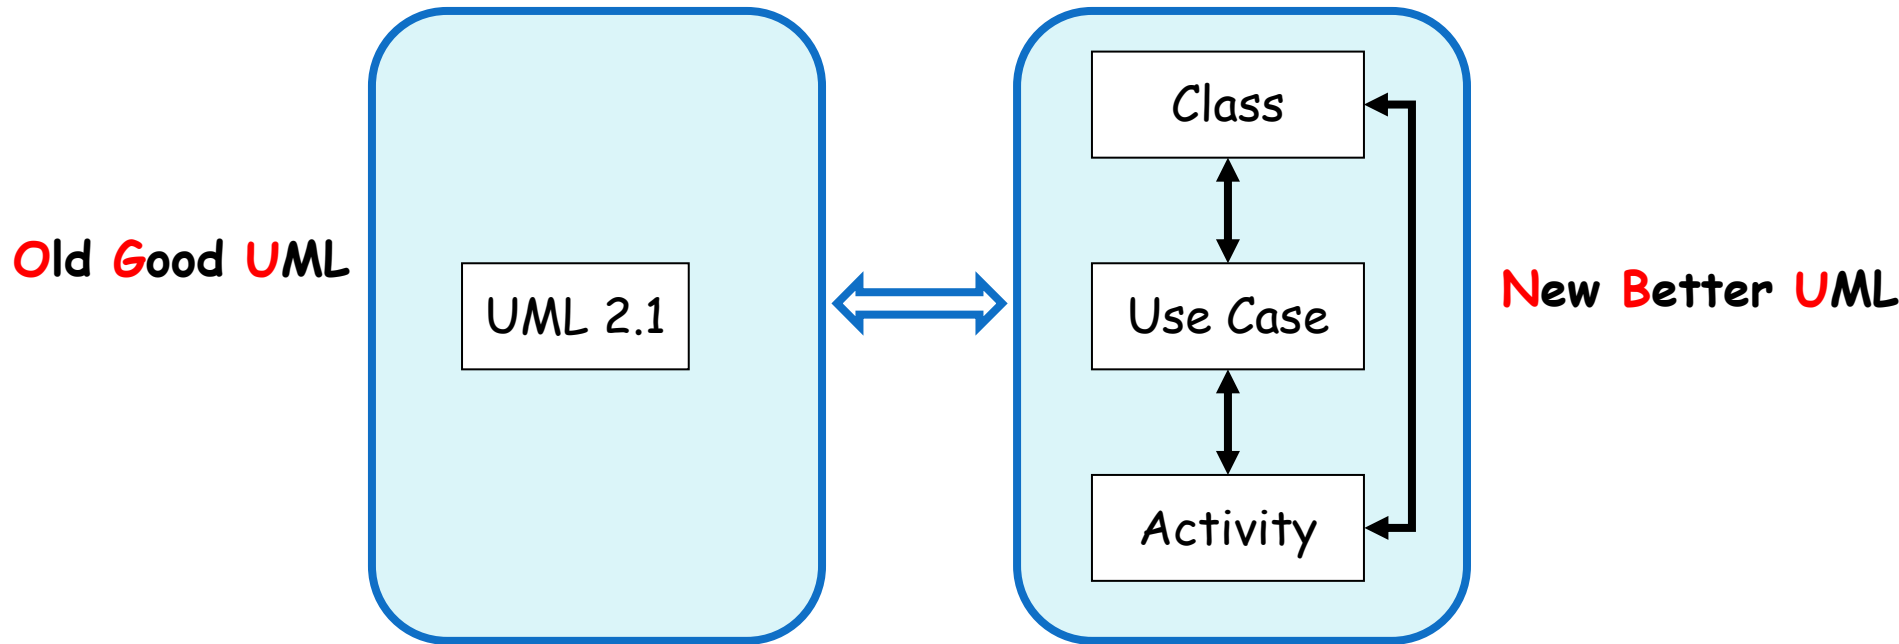 Old Good UML
UML 2.1
Class
Use Case
Activity
New Better UML